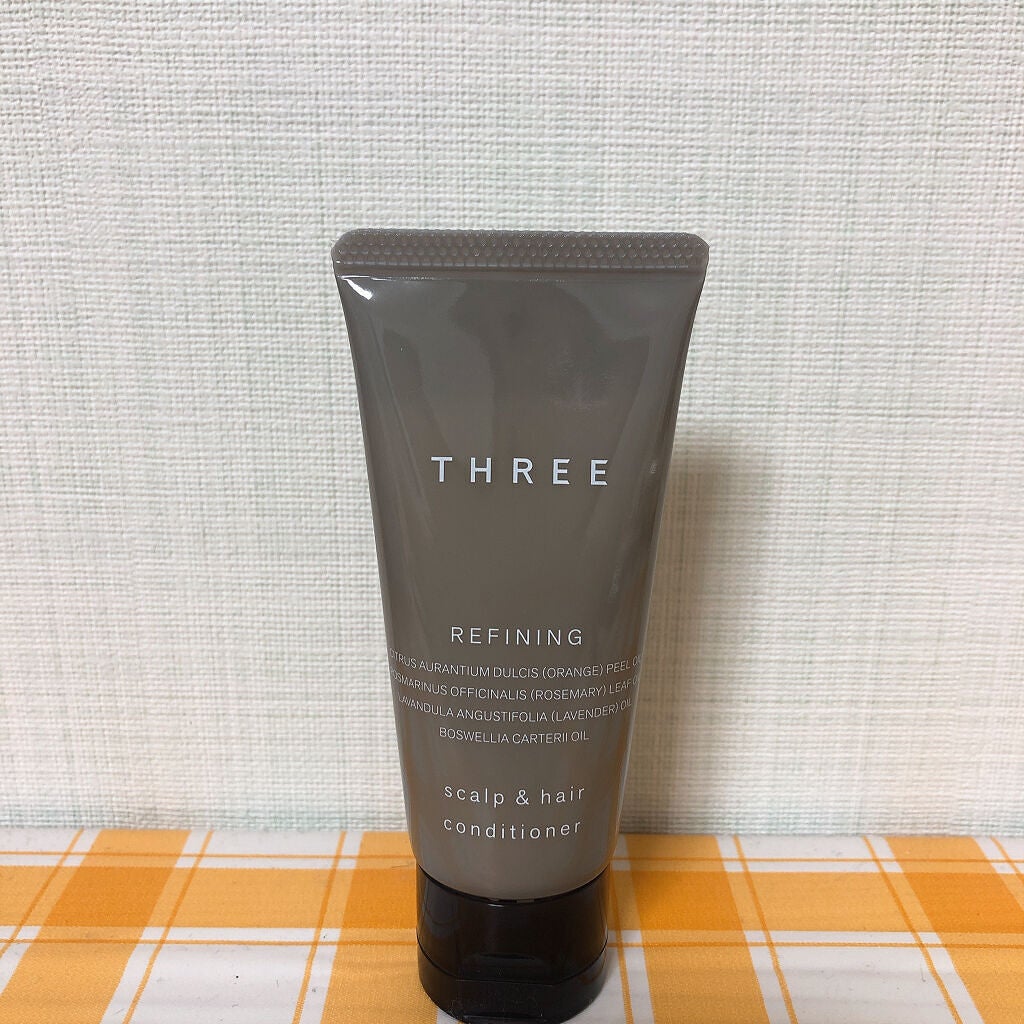 THREE
REFINING
CITRUS AURANTIUM DULCIS (ORANGE) PEEL OIL
ROSMARINUS OFFICINALIS (ROSEMARY) LEAF OIL
LAVANDULA ANGUSTIFOLIA (LAVENDER) OIL
BOSWELLIA CARTERII OIL
scalp & hair
conditioner